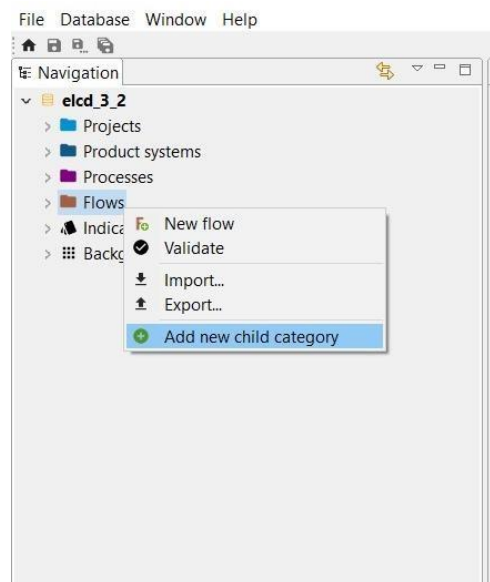 File Database Window Help
Navigation
elcd_3_2
Projects
Product systems
Processes
Flows
New flow
Validate
Import...
Export...
Add new child category